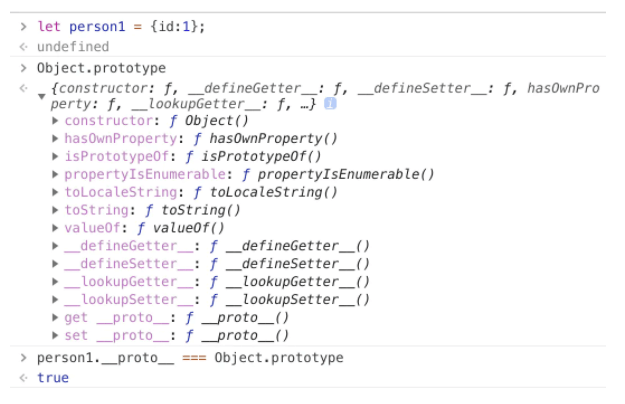 > let person1 = {id:1};
< undefined
> Object.prototype
< ▼ {constructor: ƒ, __defineGetter__: ƒ, __defineSetter__: ƒ, hasOwnPro
perty: ƒ, __lookupGetter__: ƒ, …} i
▶ constructor: ƒ Object()
▶ hasOwnProperty: ƒ hasOwnProperty()
▶ isPrototypeOf: ƒ isPrototypeOf()
▶ propertyIsEnumerable: ƒ propertyIsEnumerable()
▶ toLocaleString: ƒ toLocaleString()
▶ toString: ƒ toString()
▶ valueOf: ƒ valueOf()
▶ __defineGetter__: ƒ __defineGetter__()
▶ __defineSetter__: ƒ __defineSetter__()
▶ __lookupGetter__: ƒ __lookupGetter__()
▶ __lookupSetter__: ƒ __lookupSetter__()
▶ get __proto__: ƒ __proto__()
▶ set __proto__: ƒ __proto__()
> person1.__proto__ === Object.prototype
< true